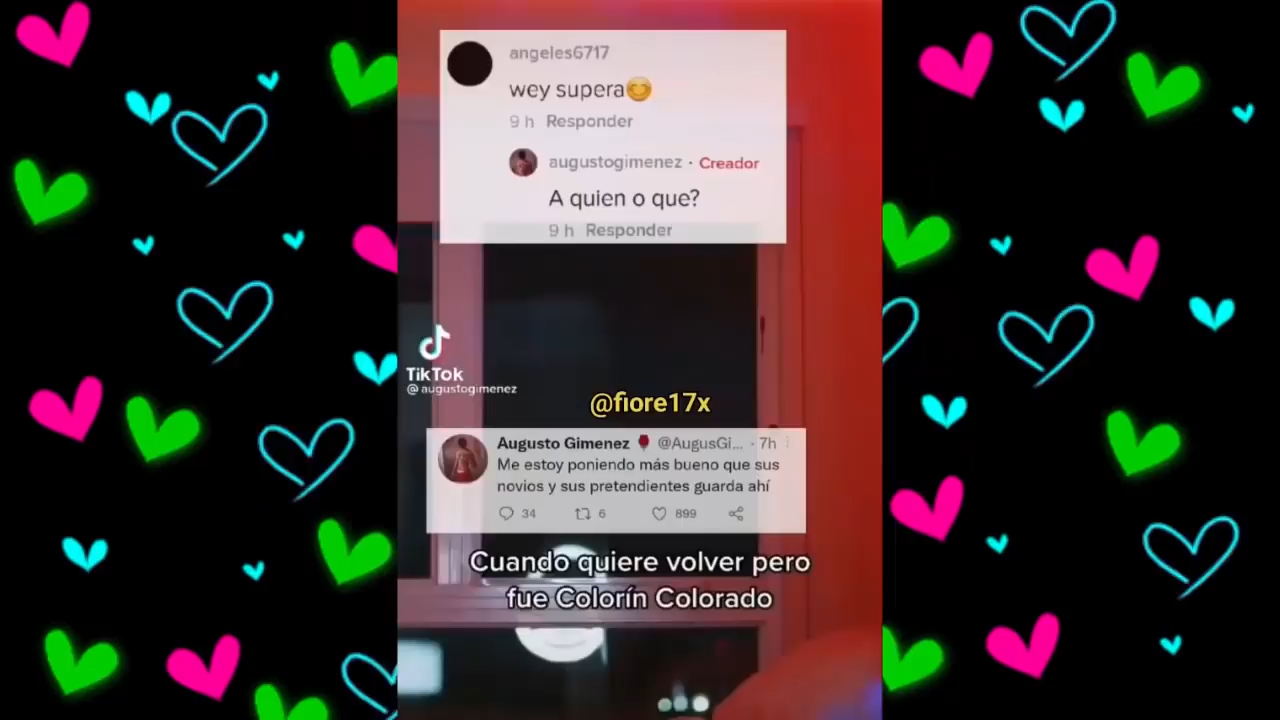 angeles6717
wey supera😊
9 h Responder
augustogimenez · Creador
A quien o que?
9 h Responder
TikTok
@augustogimenez
@fiore17x
Augusto Gimenez 🌹 @AugusGi... · 7h
Me estoy poniendo más bueno que sus
novios y sus pretendientes guarda ahí
34 6 899
Cuando quiere volver pero
fue Colorín Colorado